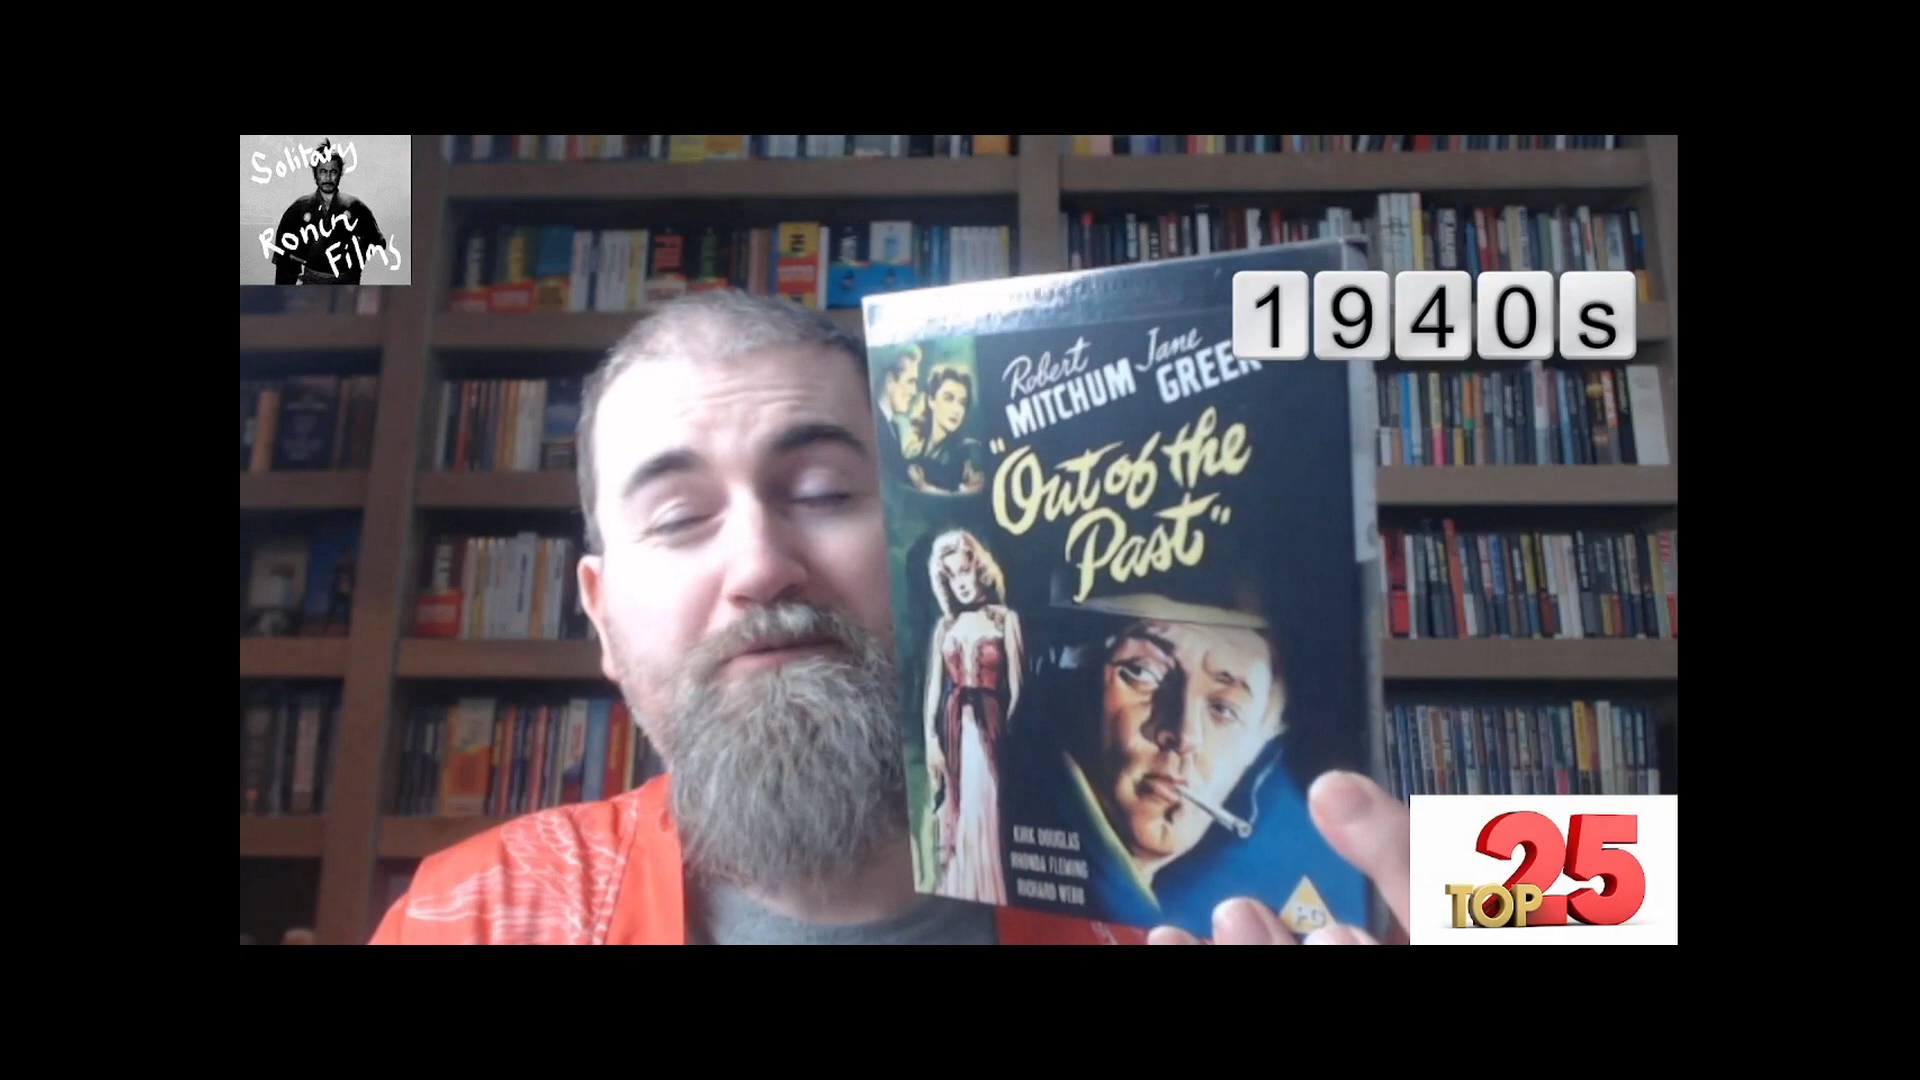 Solitary
Ronin
Films
1940s
Robert Jane
MITCHUM GREER
"Out of the
Past"
KIRK DOUGLAS
RHONDA FLEMING
RICHARD WEBB
PG
TOP 25